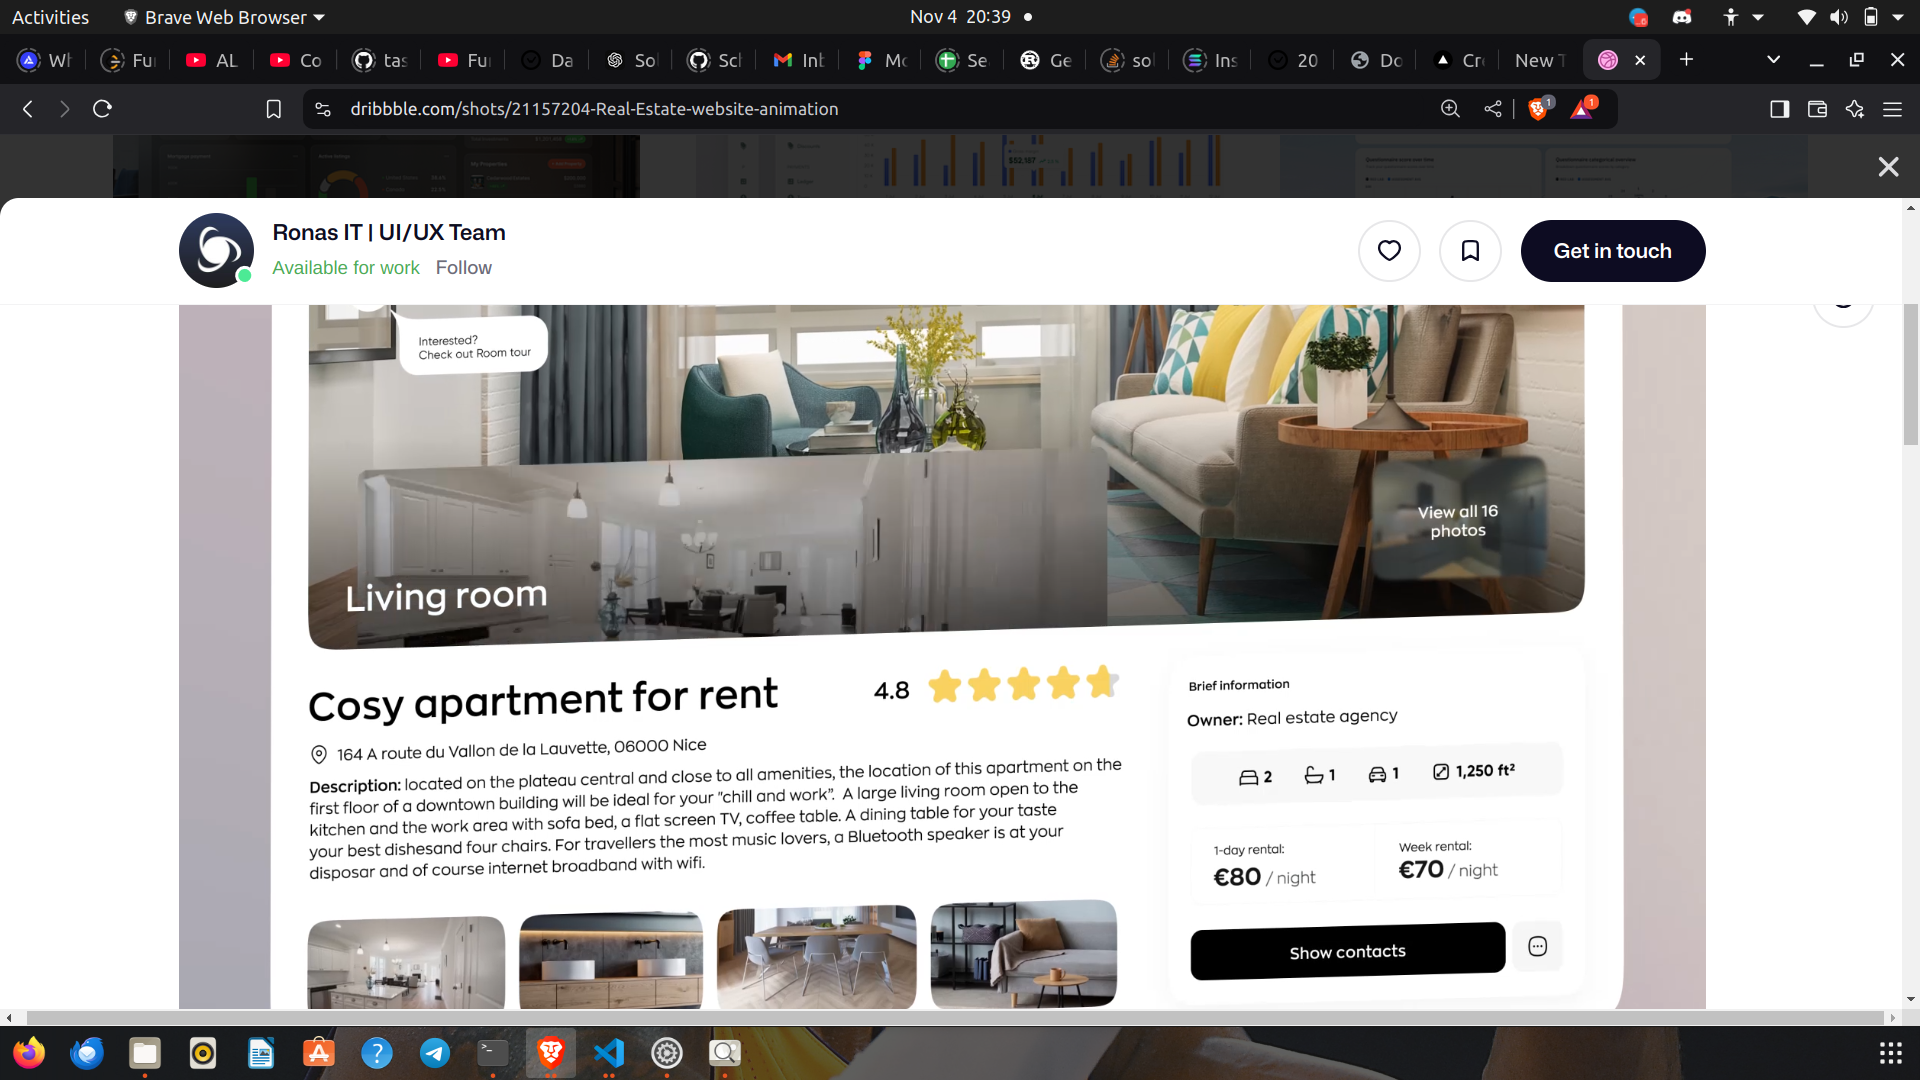 Activities
Brave Web Browser
Nov 4 20:39
Wh
Fu
AL
Co
tas
Fu
Da
So
Sch
Inb
Mo
Se
Ge
sol
Ins
20
Do
Cr
New T
dribbble.com/shots/21157204-Real-Estate-website-animation
1
1
$52,187
My Properties
Ronas IT | UI/UX Team
Available for work Follow
Get in touch
Interested?
Check out Room tour
View all 16
photos
Living room
Cosy apartment for rent
4.8
164 A route du Vallon de la Lauvette, 06000 Nice
Description: located on the plateau central and close to all amenities, the location of this apartment on the
first floor of a downtown building will be ideal for your "chill and work". A large living room open to the
kitchen and the work area with sofa bed, a flat screen TV, coffee table. A dining table for your taste
your best dishesand four chairs. For travellers the most music lovers, a Bluetooth speaker is at your
disposar and of course internet broadband with wifi.
Brief information
Owner: Real estate agency
2 1 1 1,250 ft²
1-day rental:
€80 / night
Week rental:
€70 / night
Show contacts